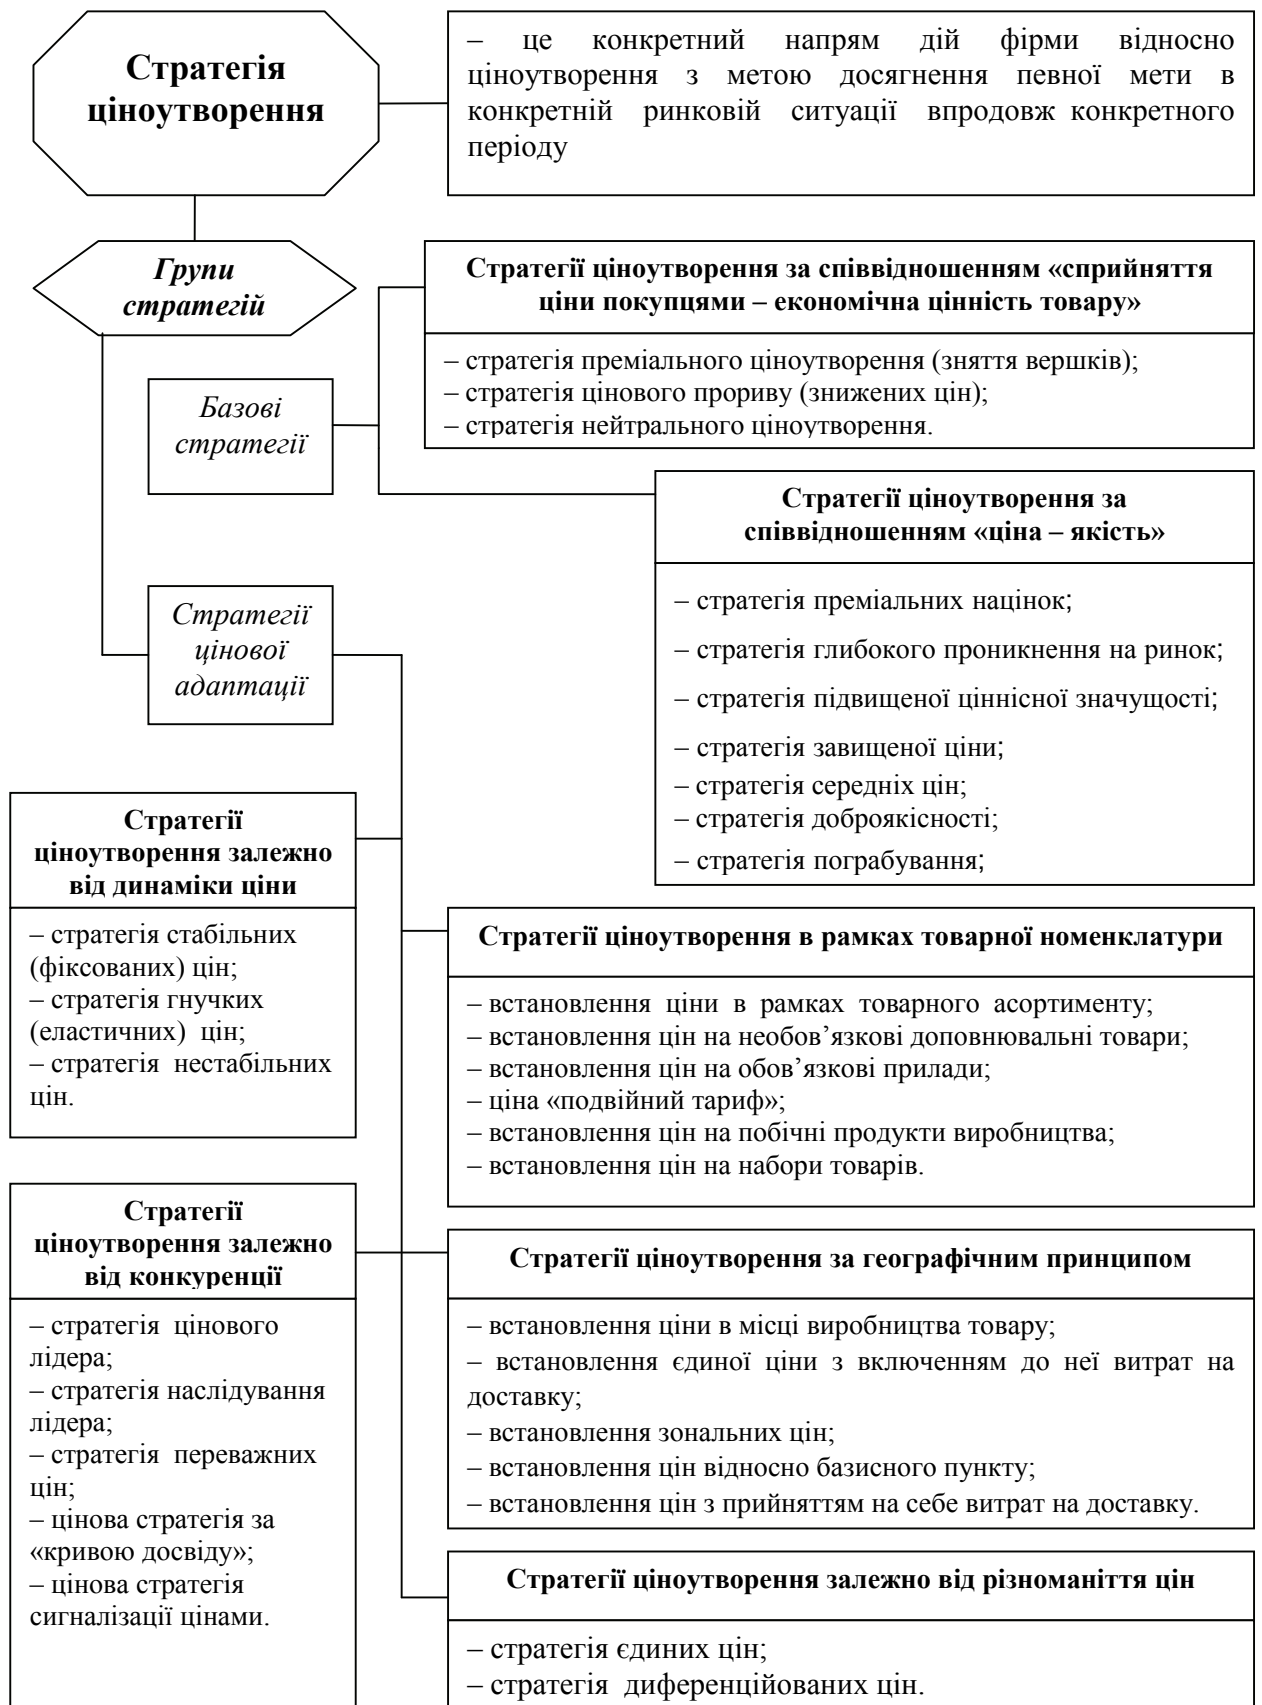 Стратегія
ціноутворення
– це конкретний напрям дій фірми відносно
ціноутворення з метою досягнення певної мети в
конкретній ринковій ситуації впродовж конкретного
періоду
Групи
стратегій
Стратегії ціноутворення за співвідношенням «сприйняття
ціни покупцями – економічна цінність товару»
– стратегія преміального ціноутворення (зняття вершків);
– стратегія цінового прориву (знижених цін);
– стратегія нейтрального ціноутворення.
Базові
стратегії
Стратегії ціноутворення за
співвідношенням «ціна – якість»
– стратегія преміальних націнок;
– стратегія глибокого проникнення на ринок;
– стратегія підвищеної ціннісної значущості;
– стратегія завищеної ціни;
– стратегія середніх цін;
– стратегія доброякісності;
– стратегія пограбування;
Стратегії
цінової
адаптації
Стратегії
ціноутворення залежно
від динаміки ціни
– стратегія стабільних
(фіксованих) цін;
– стратегія гнучких
(еластичних) цін;
– стратегія нестабільних
цін.
Стратегії ціноутворення в рамках товарної номенклатури
– встановлення ціни в рамках товарного асортименту;
– встановлення цін на необов’язкові доповнювальні товари;
– встановлення цін на обов’язкові прилади;
– ціна «подвійний тариф»;
– встановлення цін на побічні продукти виробництва;
– встановлення цін на набори товарів.
Стратегії
ціноутворення залежно
від конкуренції
– стратегія цінового
лідера;
– стратегія наслідування
лідера;
– стратегія переважних
цін;
– цінова стратегія за
«кривою досвіду»;
– цінова стратегія
сигналізації цінами.
Стратегії ціноутворення за географічним принципом
– встановлення ціни в місці виробництва товару;
– встановлення єдиної ціни з включенням до неї витрат на
доставку;
– встановлення зональних цін;
– встановлення цін відносно базисного пункту;
– встановлення цін з прийняттям на себе витрат на доставку.
Стратегії ціноутворення залежно від різноманіття цін
– стратегія єдиних цін;
– стратегія диференційованих цін.